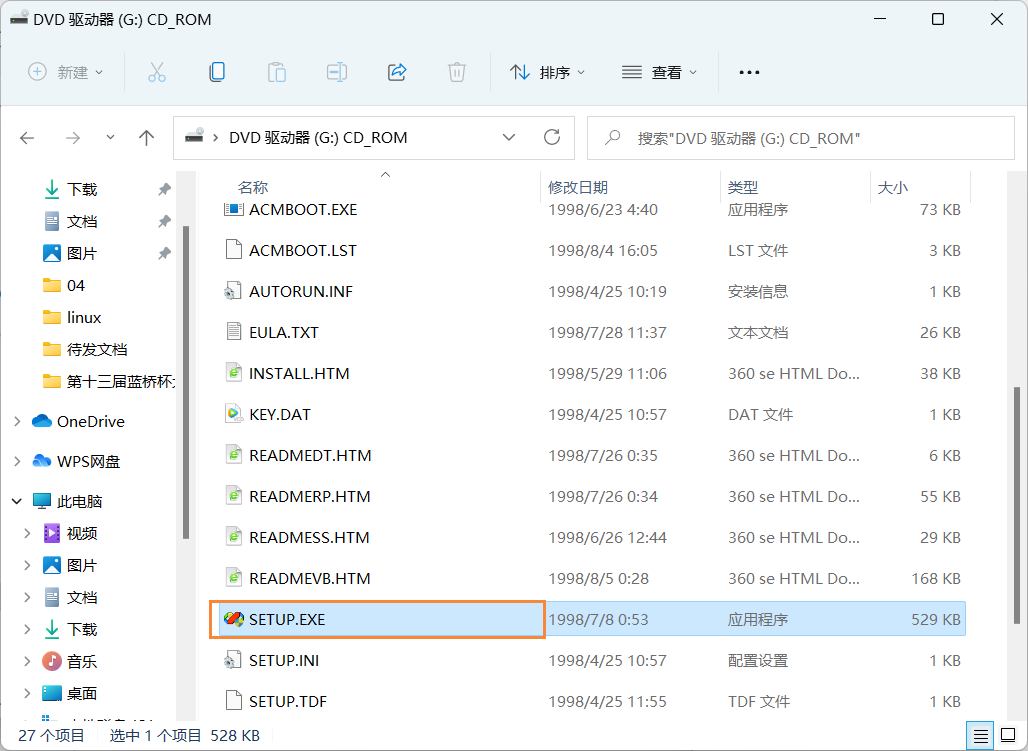 DVD 驱动器 (G:) CD_ROM
新建 排序 查看
DVD 驱动器 (G:) CD_ROM 搜索"DVD 驱动器 (G:) CD_ROM"
下载
文档
图片
04
linux
待发文档
第十三届蓝桥杯
OneDrive
WPS网盘
此电脑
视频
图片
文档
下载
音乐
桌面
名称 修改日期 类型 大小
ACMBOOT.EXE 1998/6/23 4:40 应用程序 73 KB
ACMBOOT.LST 1998/8/4 16:05 LST 文件 3 KB
AUTORUN.INF 1998/4/25 10:19 安装信息 1 KB
EULA.TXT 1998/7/28 11:37 文本文档 26 KB
INSTALL.HTM 1998/5/29 11:06 360 se HTML Do... 38 KB
KEY.DAT 1998/4/25 10:57 DAT 文件 1 KB
READMEDT.HTM 1998/7/26 0:35 360 se HTML Do... 6 KB
READMERP.HTM 1998/7/26 0:34 360 se HTML Do... 55 KB
READMESS.HTM 1998/6/26 12:44 360 se HTML Do... 29 KB
READMEVB.HTM 1998/8/5 0:28 360 se HTML Do... 168 KB
SETUP.EXE 1998/7/8 0:53 应用程序 529 KB
SETUP.INI 1998/4/25 10:57 配置设置 1 KB
SETUP.TDF 1998/4/25 11:55 TDF 文件 1 KB
27 个项目 选中 1 个项目 528 KB